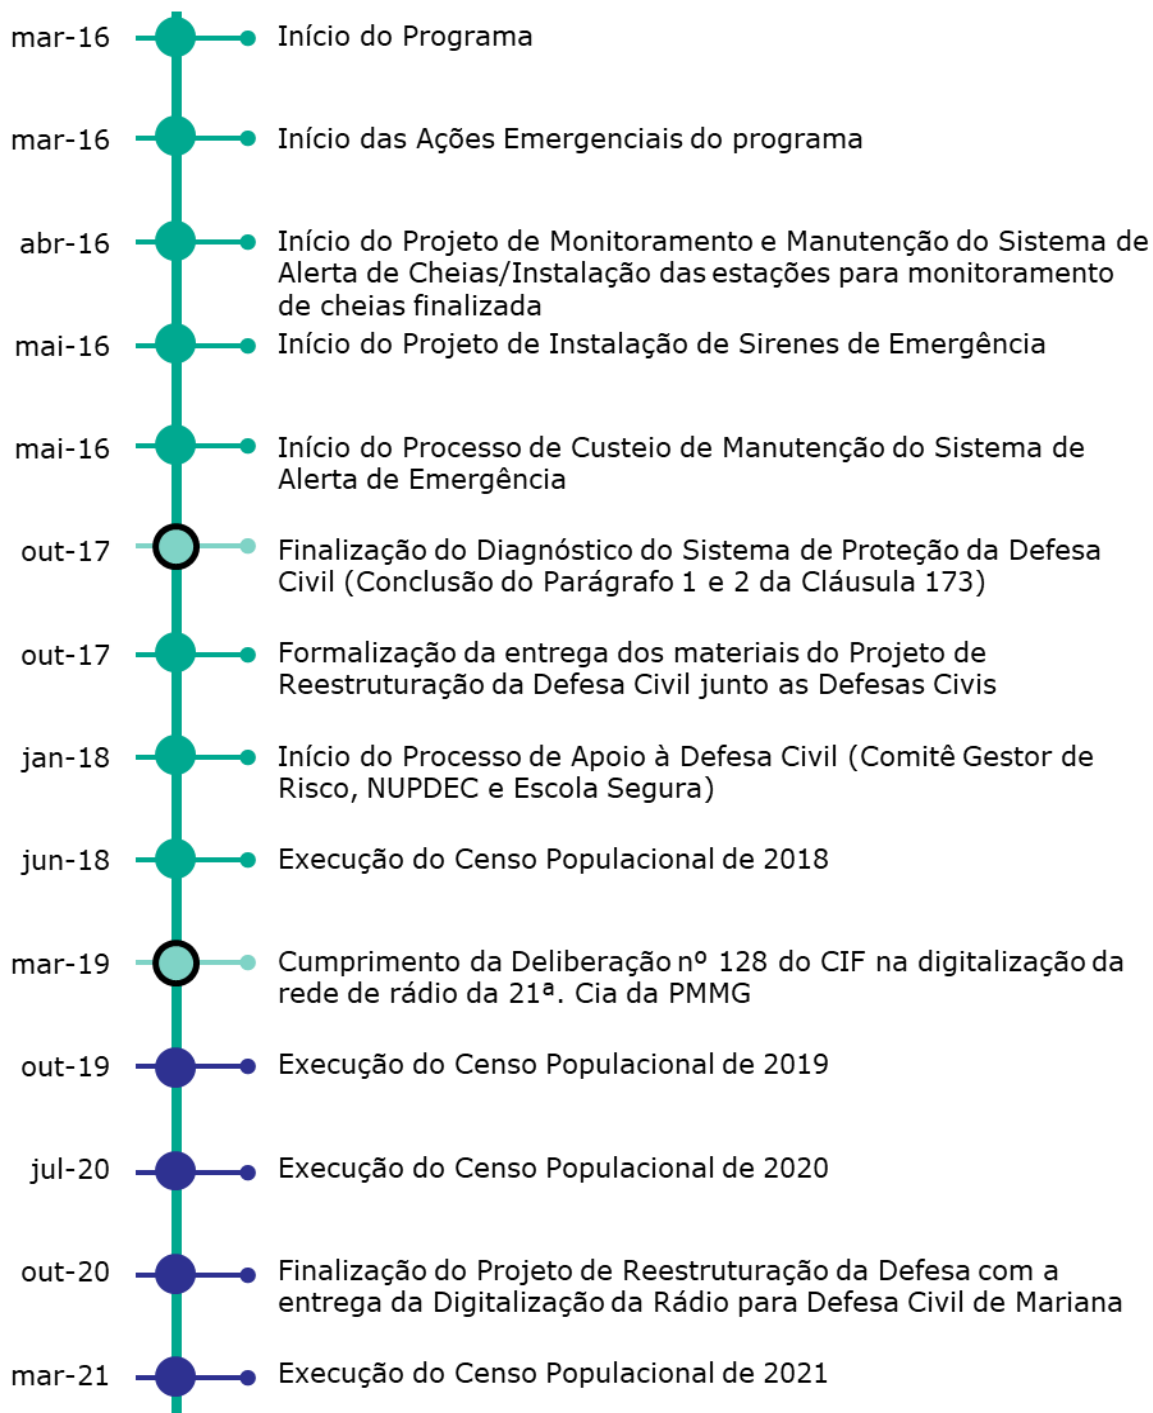 mar-16 Início do Programa
mar-16 Início das Ações Emergenciais do programa
abr-16 Início do Projeto de Monitoramento e Manutenção do Sistema de
Alerta de Cheias/Instalação das estações para monitoramento
de cheias finalizada
mai-16 Início do Projeto de Instalação de Sirenes de Emergência
mai-16 Início do Processo de Custeio de Manutenção do Sistema de
Alerta de Emergência
out-17 Finalização do Diagnóstico do Sistema de Proteção da Defesa
Civil (Conclusão do Parágrafo 1 e 2 da Cláusula 173)
out-17 Formalização da entrega dos materiais do Projeto de
Reestruturação da Defesa Civil junto as Defesas Civis
jan-18 Início do Processo de Apoio à Defesa Civil (Comitê Gestor de
Risco, NUPDEC e Escola Segura)
jun-18 Execução do Censo Populacional de 2018
mar-19 Cumprimento da Deliberação nº 128 do CIF na digitalização da
rede de rádio da 21ª. Cia da PMMG
out-19 Execução do Censo Populacional de 2019
jul-20 Execução do Censo Populacional de 2020
out-20 Finalização do Projeto de Reestruturação da Defesa com a
entrega da Digitalização da Rádio para Defesa Civil de Mariana
mar-21 Execução do Censo Populacional de 2021